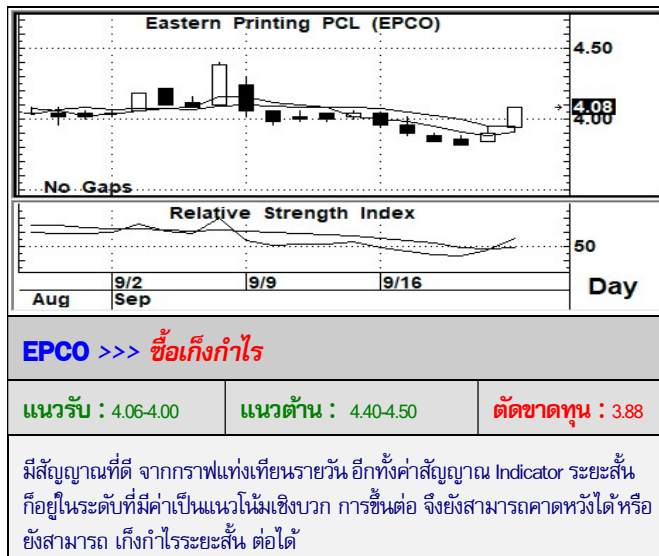 Eastern Printing PCL (EPCO)
4.50
4.08
4.00
No Gaps
Relative Strength Index
50
9/2 9/9 9/16
Aug Sep
Day
EPCO >>> ซื้อเก็งกำไร
แนวรับ : 4.06-4.00 แนวต้าน : 4.40-4.50 ตัดขาดทุน : 3.88
มีสัญญาณที่ดี จากกราฟแท่งเทียนรายวัน อีกทั้งค่าสัญญาณ Indicator ระยะสั้น
ก็อยู่ในระดับที่มีค่าเป็นแนวโน้มเชิงบวก การขึ้นต่อ จึงยังสามารถคาดหวังได้หรือ
ยังสามารถ เก็งกำไรระยะสั้น ต่อได้